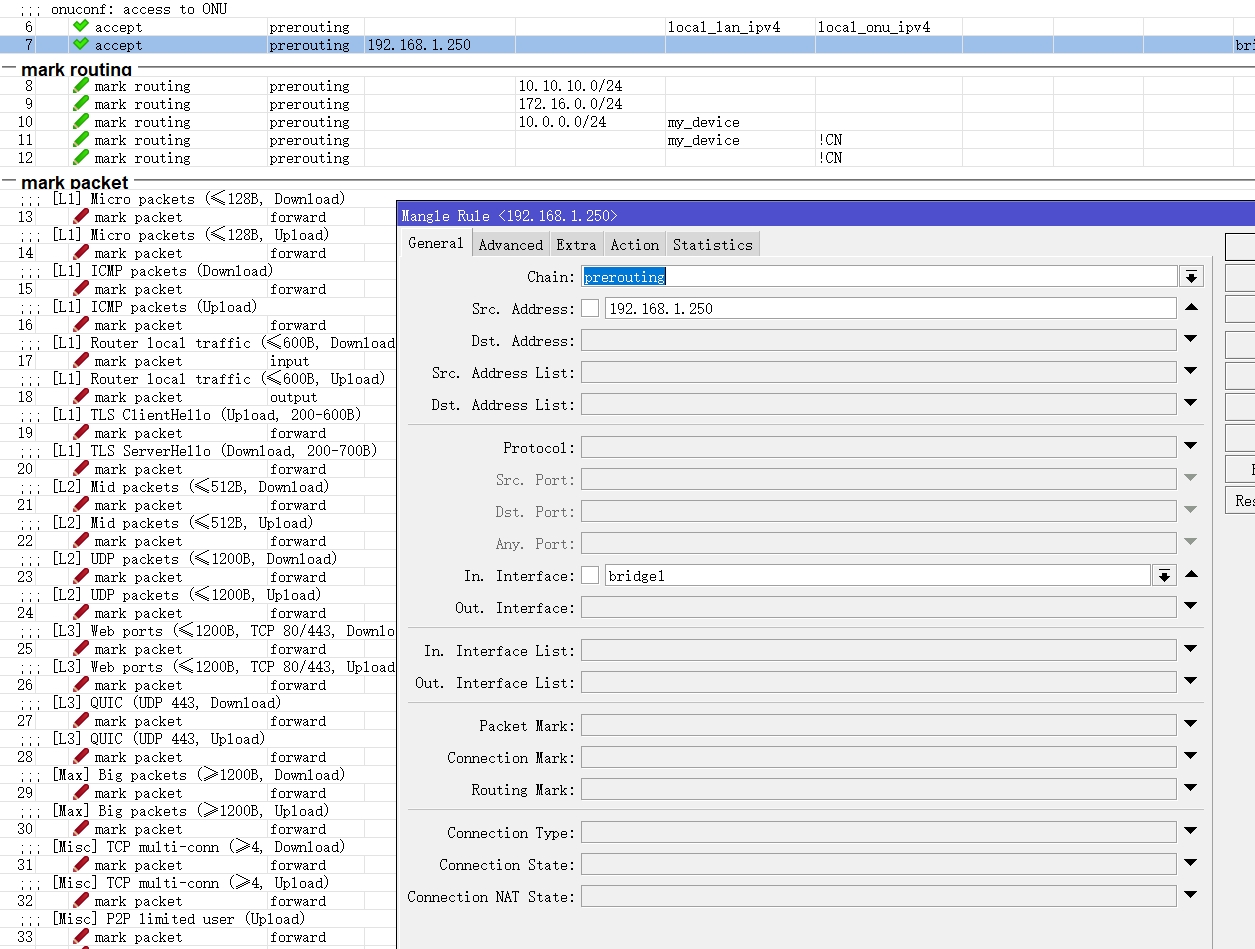 ;;; onuconf: access to ONU
6 accept prerouting local_lan_ipv4 local_onu_ipv4
7 accept prerouting 192.168.1.250 bri
mark routing
8 mark routing prerouting 10.10.10.0/24
9 mark routing prerouting 172.16.0.0/24
10 mark routing prerouting 10.0.0.0/24 my_device
11 mark routing prerouting my_device !CN
12 mark routing prerouting !CN
mark packet
;;; [L1] Micro packets (≤128B, Download)
13 mark packet forward
;;; [L1] Micro packets (≤128B, Upload)
14 mark packet forward
;;; [L1] ICMP packets (Download)
15 mark packet forward
;;; [L1] ICMP packets (Upload)
16 mark packet forward
;;; [L1] Router local traffic (≤600B, Download
17 mark packet input
;;; [L1] Router local traffic (≤600B, Upload)
18 mark packet output
;;; [L1] TLS ClientHello (Upload, 200-600B)
19 mark packet forward
;;; [L1] TLS ServerHello (Download, 200-700B)
20 mark packet forward
;;; [L2] Mid packets (≤512B, Download)
21 mark packet forward
;;; [L2] Mid packets (≤512B, Upload)
22 mark packet forward
;;; [L2] UDP packets (≤1200B, Download)
23 mark packet forward
;;; [L2] UDP packets (≤1200B, Upload)
24 mark packet forward
;;; [L3] Web ports (≤1200B, TCP 80/443, Downlo
25 mark packet forward
;;; [L3] Web ports (≤1200B, TCP 80/443, Upload
26 mark packet forward
;;; [L3] QUIC (UDP 443, Download)
27 mark packet forward
;;; [L3] QUIC (UDP 443, Upload)
28 mark packet forward
;;; [Max] Big packets (≥1200B, Download)
29 mark packet forward
;;; [Max] Big packets (≥1200B, Upload)
30 mark packet forward
;;; [Misc] TCP multi-conn (≥4, Download)
31 mark packet forward
;;; [Misc] TCP multi-conn (≥4, Upload)
32 mark packet forward
;;; [Misc] P2P limited user (Upload)
33 mark packet forward
Mangle Rule <192.168.1.250>
General Advanced Extra Action Statistics
Chain: prerouting
Src. Address: 192.168.1.250
Dst. Address:
Src. Address List:
Dst. Address List:
Protocol:
Src. Port:
Dst. Port:
Any. Port:
In. Interface: bridge1
Out. Interface:
In. Interface List:
Out. Interface List:
Packet Mark:
Connection Mark:
Routing Mark:
Connection Type:
Connection State:
Connection NAT State:
Res